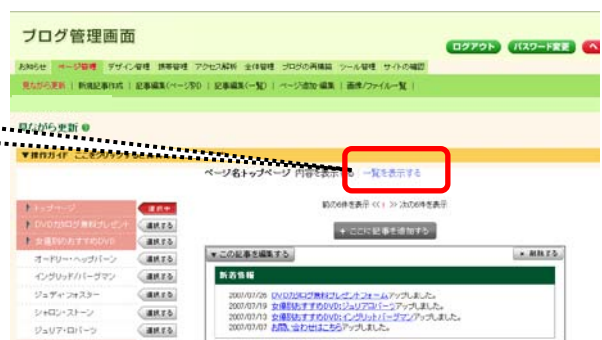 ブログ管理画面
ログアウト パスワード変更
お知らせ ページ管理 デザイン管理 携帯管理 アクセス解析 全体管理 ブログの再構築 ツール管理 サイトの確認
見ながら更新 | 新規記事作成 | 記事編集(ページ別) | 記事編集(一覧) | ページ追加・編集 | 画像/ファイル一覧 |
見ながら更新
▼操作ガイド ここをクリックす
ページ名トップページ 内容を表示 る 一覧を表示する
前の6件を表示 << | >> 次の6件を表示
トップページ 選択中
DVDカタログ無料プレゼント 選択する
女優別おすすめDVD 選択する
オードリー・ヘップバーン 選択する
イングリッド/バーグマン 選択する
ジュディ・フォスター 選択する
シャロン・ストーン 選択する
ジュリア・ロバーツ 選択する
+ ここに記事を追加する
▼この記事を編集する
× 削除する
新着情報
2007/07/26 DVDカタログ無料プレゼントフォームアップしました。
2007/07/19 女優別おすすめDVD:ジュリアロバーツアップしました。
2007/07/13 女優別おすすめDVD:イングリット/バーグマンアップしました。
2007/07/07 お問い合わせはこちらアップしました。